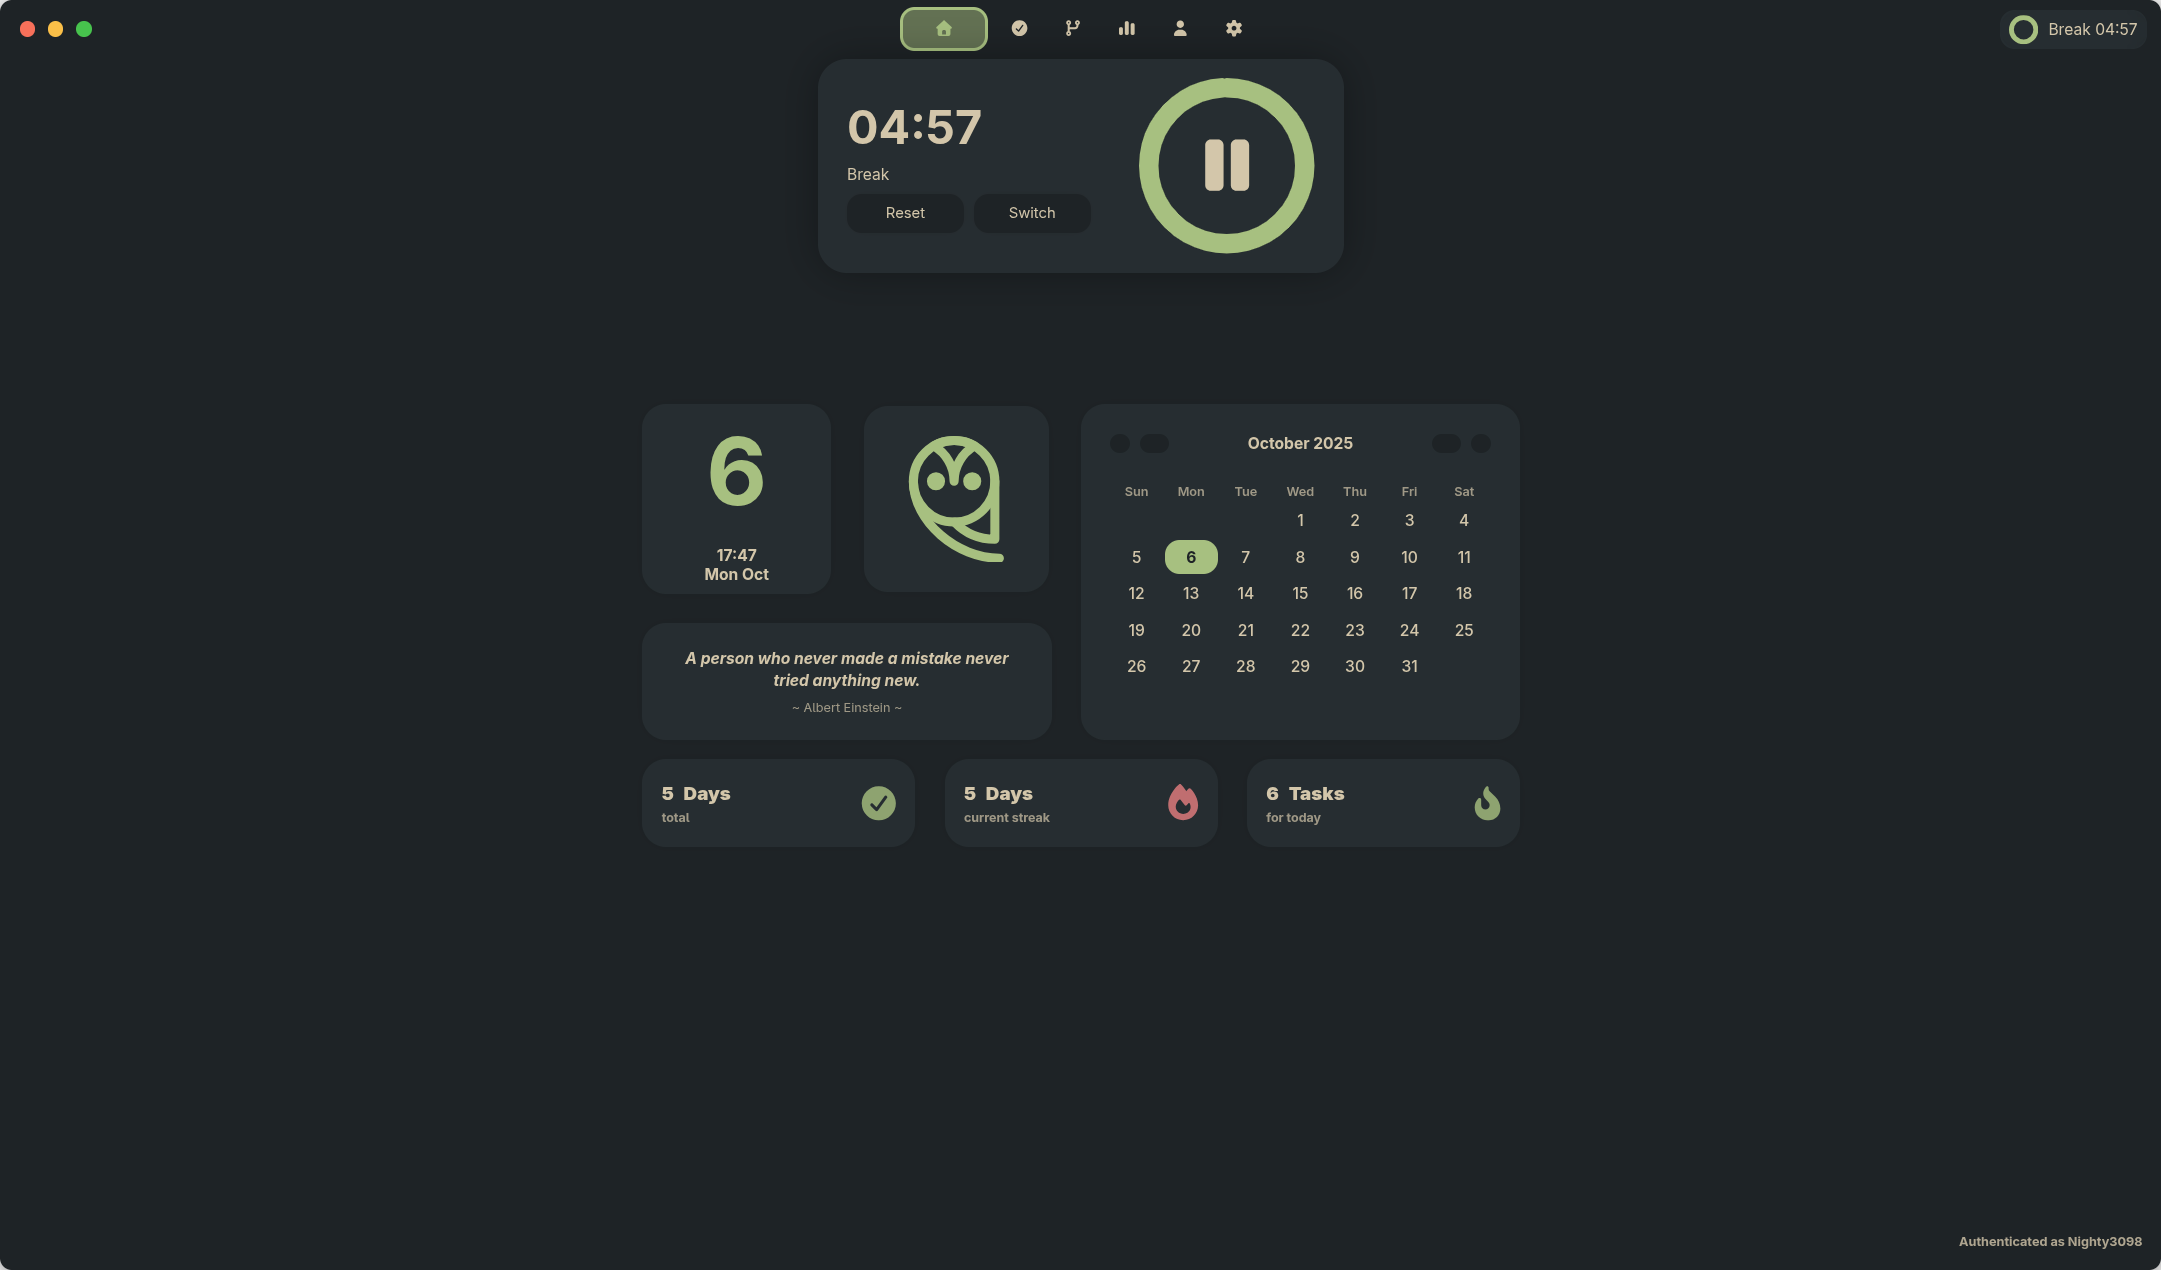 Break 04:57
04:57
Break
Reset Switch
6
17:47
Mon Oct
October 2025
Sun Mon Tue Wed Thu Fri Sat
1 2 3 4
5 6 7 8 9 10 11
12 13 14 15 16 17 18
19 20 21 22 23 24 25
26 27 28 29 30 31
A person who never made a mistake never
tried anything new.
~ Albert Einstein ~
5 Days
total
5 Days
current streak
6 Tasks
for today
Authenticated as Nighty3098